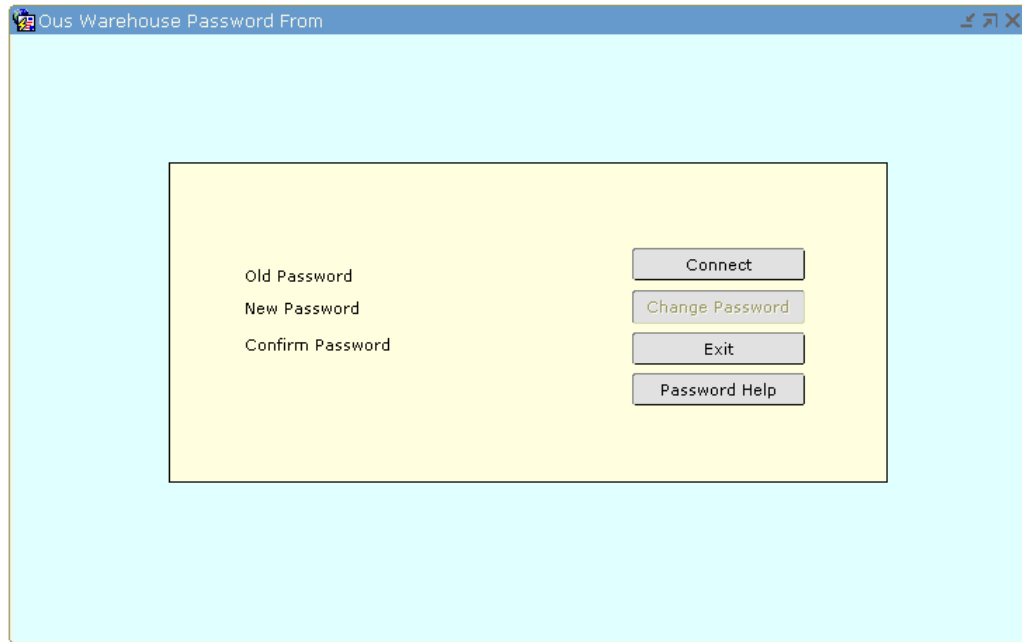 Ous Warehouse Password From
Old Password
New Password
Confirm Password
Connect
Change Password
Exit
Password Help